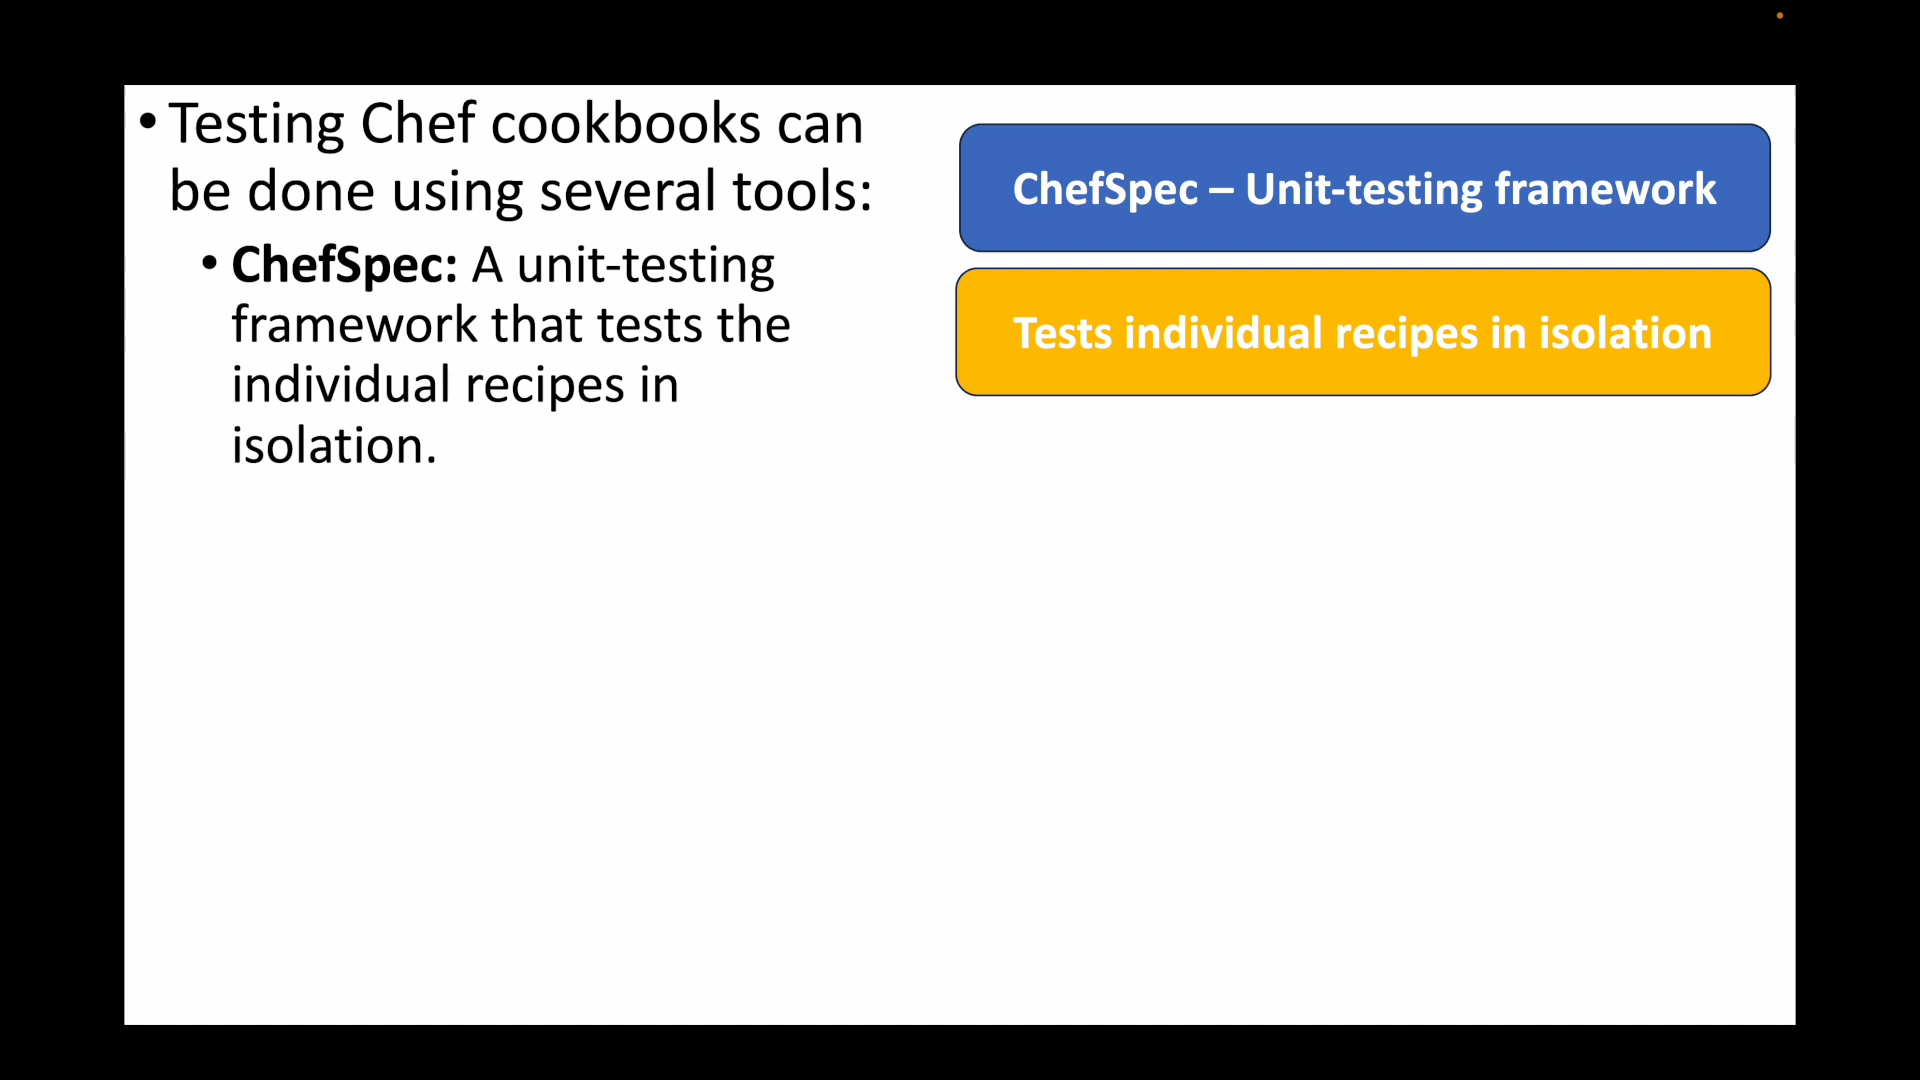 • Testing Chef cookbooks can
be done using several tools:
• ChefSpec: A unit-testing
framework that tests the
individual recipes in
isolation.
ChefSpec – Unit-testing framework
Tests individual recipes in isolation